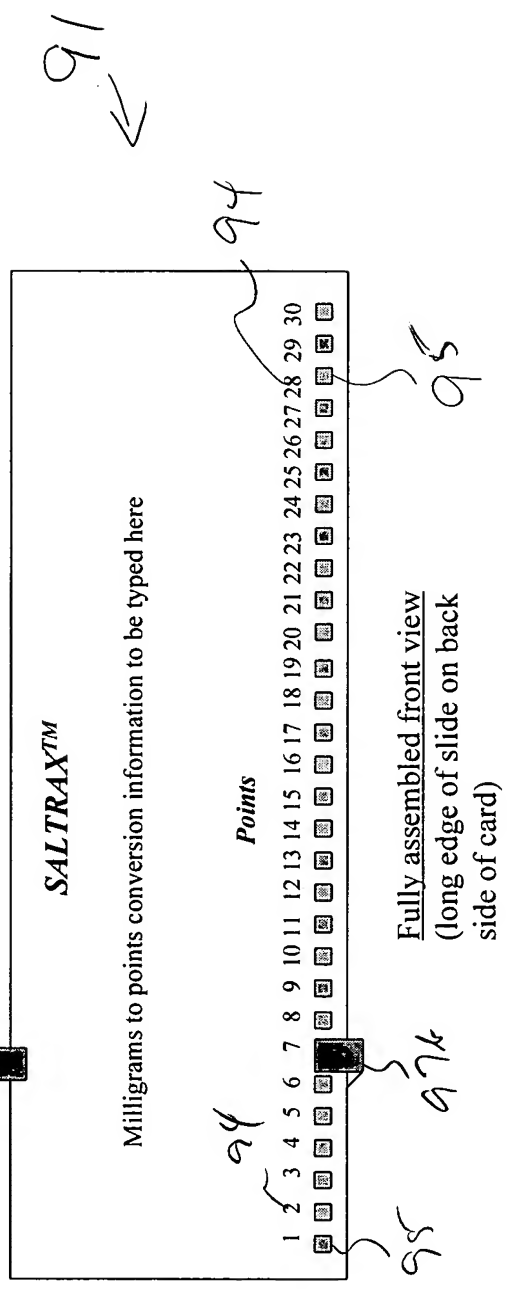 91
SALTRAX™
Milligrams to points conversion information to be typed here
Points
94
94
1 2 3 4 5 6 7 8 9 10 11 12 13 14 15 16 17 18 19 20 21 22 23 24 25 26 27 28 29 30
95
95
Fully assembled front view
(long edge of slide on back
side of card)